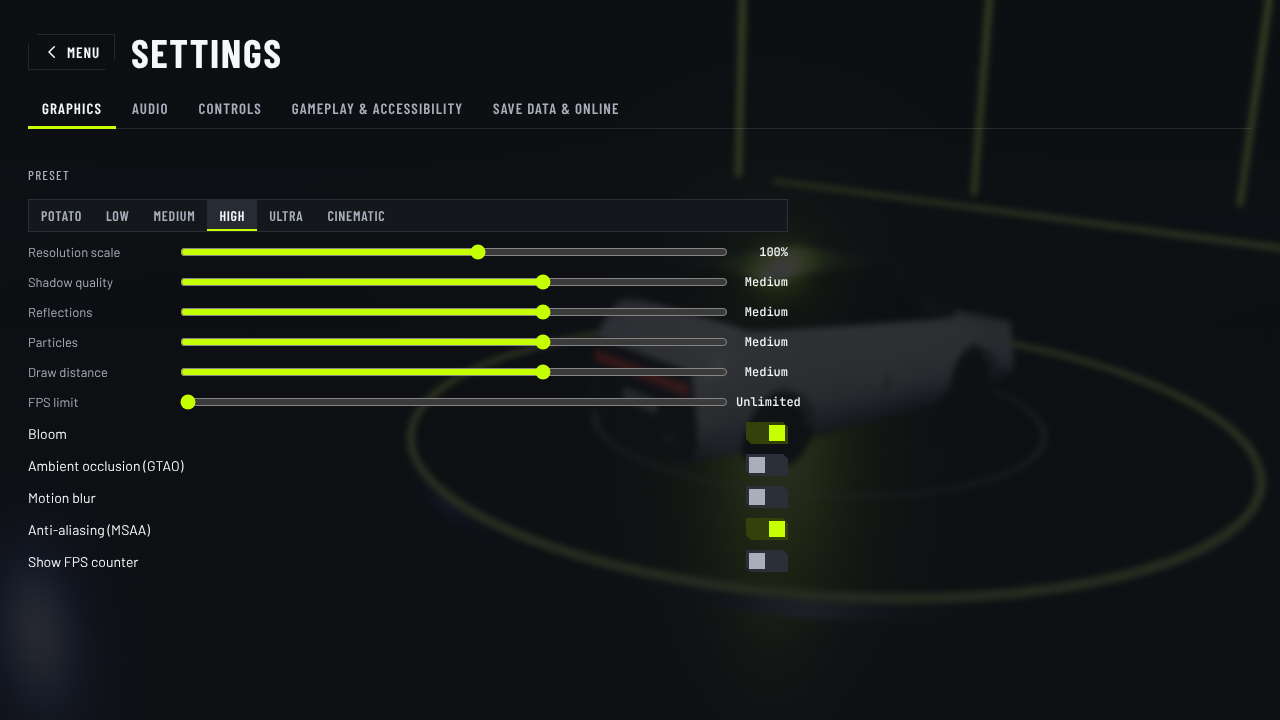 MENU
SETTINGS
GRAPHICS AUDIO CONTROLS GAMEPLAY & ACCESSIBILITY SAVE DATA & ONLINE
PRESET
POTATO LOW MEDIUM HIGH ULTRA CINEMATIC
Resolution scale 100%
Shadow quality Medium
Reflections Medium
Particles Medium
Draw distance Medium
FPS limit Unlimited
Bloom
Ambient occlusion (GTAO)
Motion blur
Anti-aliasing (MSAA)
Show FPS counter